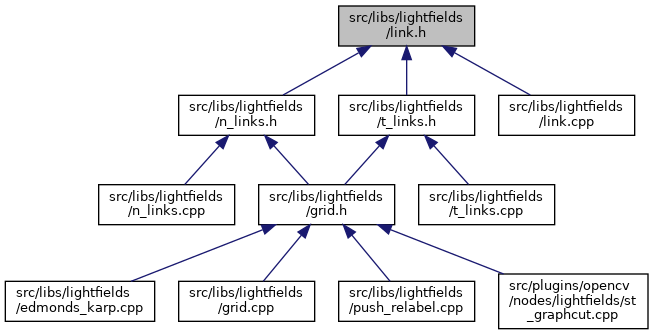 src/libs/lightfields
/link.h
src/libs/lightfields
/n_links.h
src/libs/lightfields
/t_links.h
src/libs/lightfields
/link.cpp
src/libs/lightfields
/n_links.cpp
src/libs/lightfields
/grid.h
src/libs/lightfields
/t_links.cpp
src/libs/lightfields
/edmonds_karp.cpp
src/libs/lightfields
/grid.cpp
src/libs/lightfields
/push_relabel.cpp
src/plugins/opencv
/nodes/lightfields/st
_graphcut.cpp